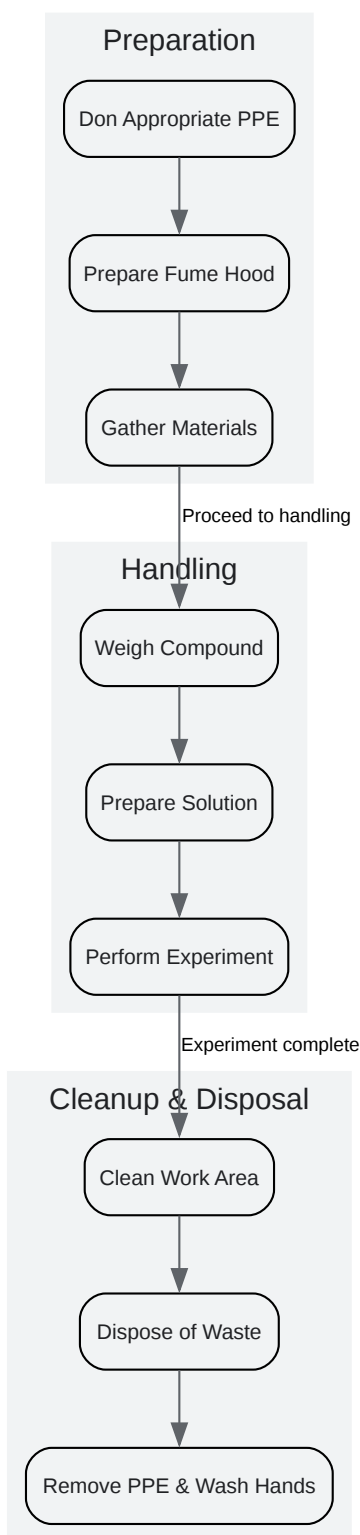 Preparation
Don Appropriate PPE
Prepare Fume Hood
Gather Materials
Proceed to handling
Handling
Weigh Compound
Prepare Solution
Perform Experiment
Experiment complete
Cleanup & Disposal
Clean Work Area
Dispose of Waste
Remove PPE & Wash Hands